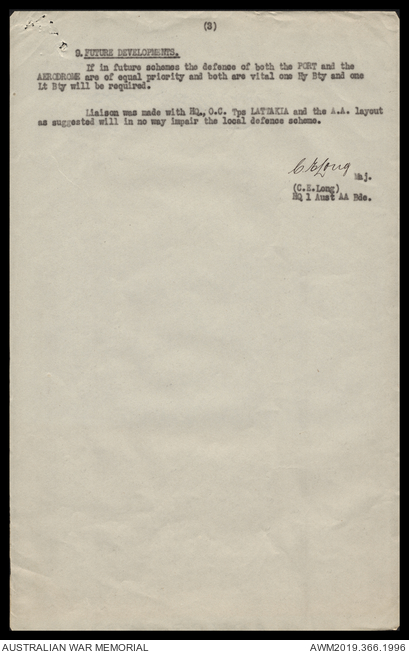 (3)
9. FUTURE DEVELOPMENTS.
If in future schemes the defence of both the PORT and the
AERODROME are of equal priority and both are vital one Hy Bty and one
Lt Bty will be required.
Liaison was made with HQ., O.C. Tps LATTAKIA and the A.A. layout
as suggested will in no way impair the local defence scheme.
C E Long Maj.
(C.E.Long)
HQ 1 Aust AA Bde.
AUSTRALIAN WAR MEMORIAL
AWM2019.366.1996